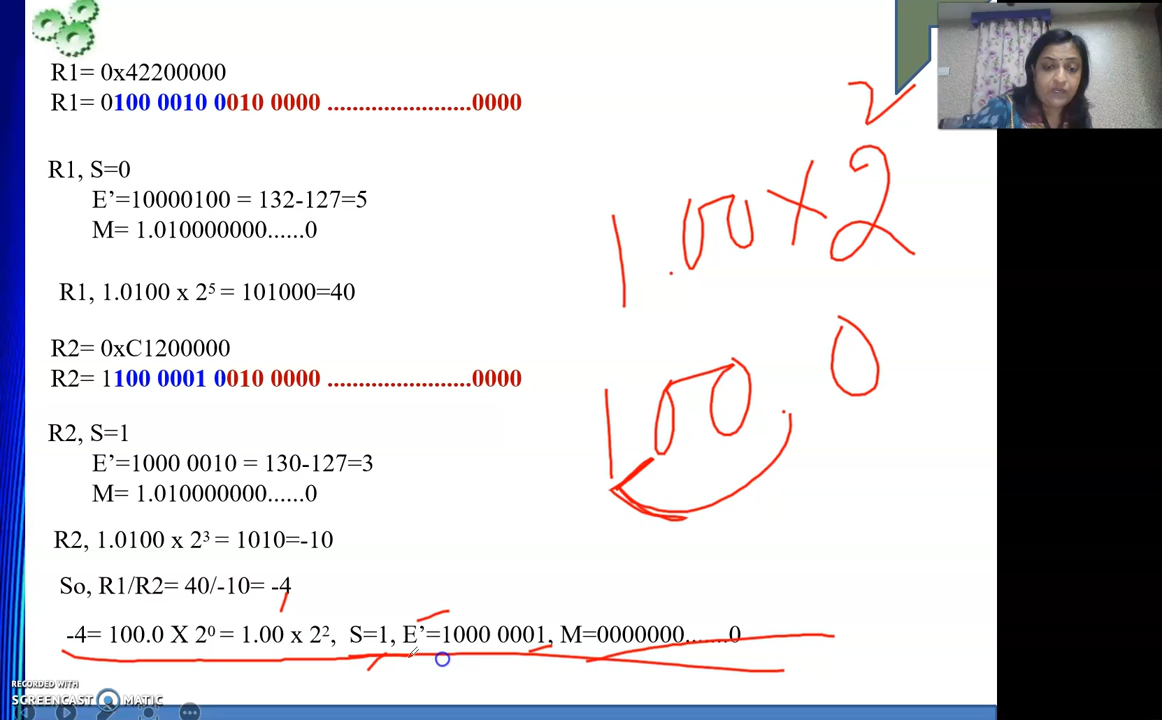 R1= 0x42200000
R1= 0100 0010 0010 0000 ........................0000
R1, S=0
E’=10000100 = 132-127=5
M= 1.010000000......0
R1, 1.0100 x 2⁵ = 101000=40
R2= 0xC1200000
R2= 1100 0001 0010 0000 ........................0000
R2, S=1
E’=1000 0010 = 130-127=3
M= 1.010000000......0
R2, 1.0100 x 2³ = 1010=-10
So, R1/R2= 40/-10= -4
-4= 100.0 X 2⁰ = 1.00 x 2², S=1, E’=1000 0001, M=0000000.......0
1.00 × 2²
100.0
RECORDED WITH
SCREENCAST MATIC